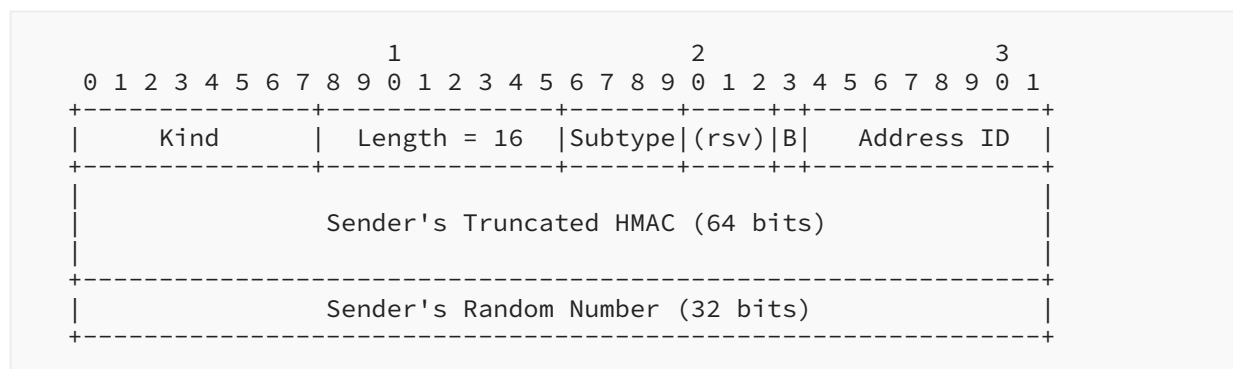 1                   2                   3
 0 1 2 3 4 5 6 7 8 9 0 1 2 3 4 5 6 7 8 9 0 1 2 3 4 5 6 7 8 9 0 1
+---------------+---------------+-------+-----+-+---------------+
|     Kind      |  Length = 16  |Subtype|(rsv)|B|   Address ID  |
+---------------+---------------+-------+-----+-+---------------+
|                                                               |
|                Sender's Truncated HMAC (64 bits)              |
|                                                               |
+---------------------------------------------------------------+
|                Sender's Random Number (32 bits)               |
+---------------------------------------------------------------+